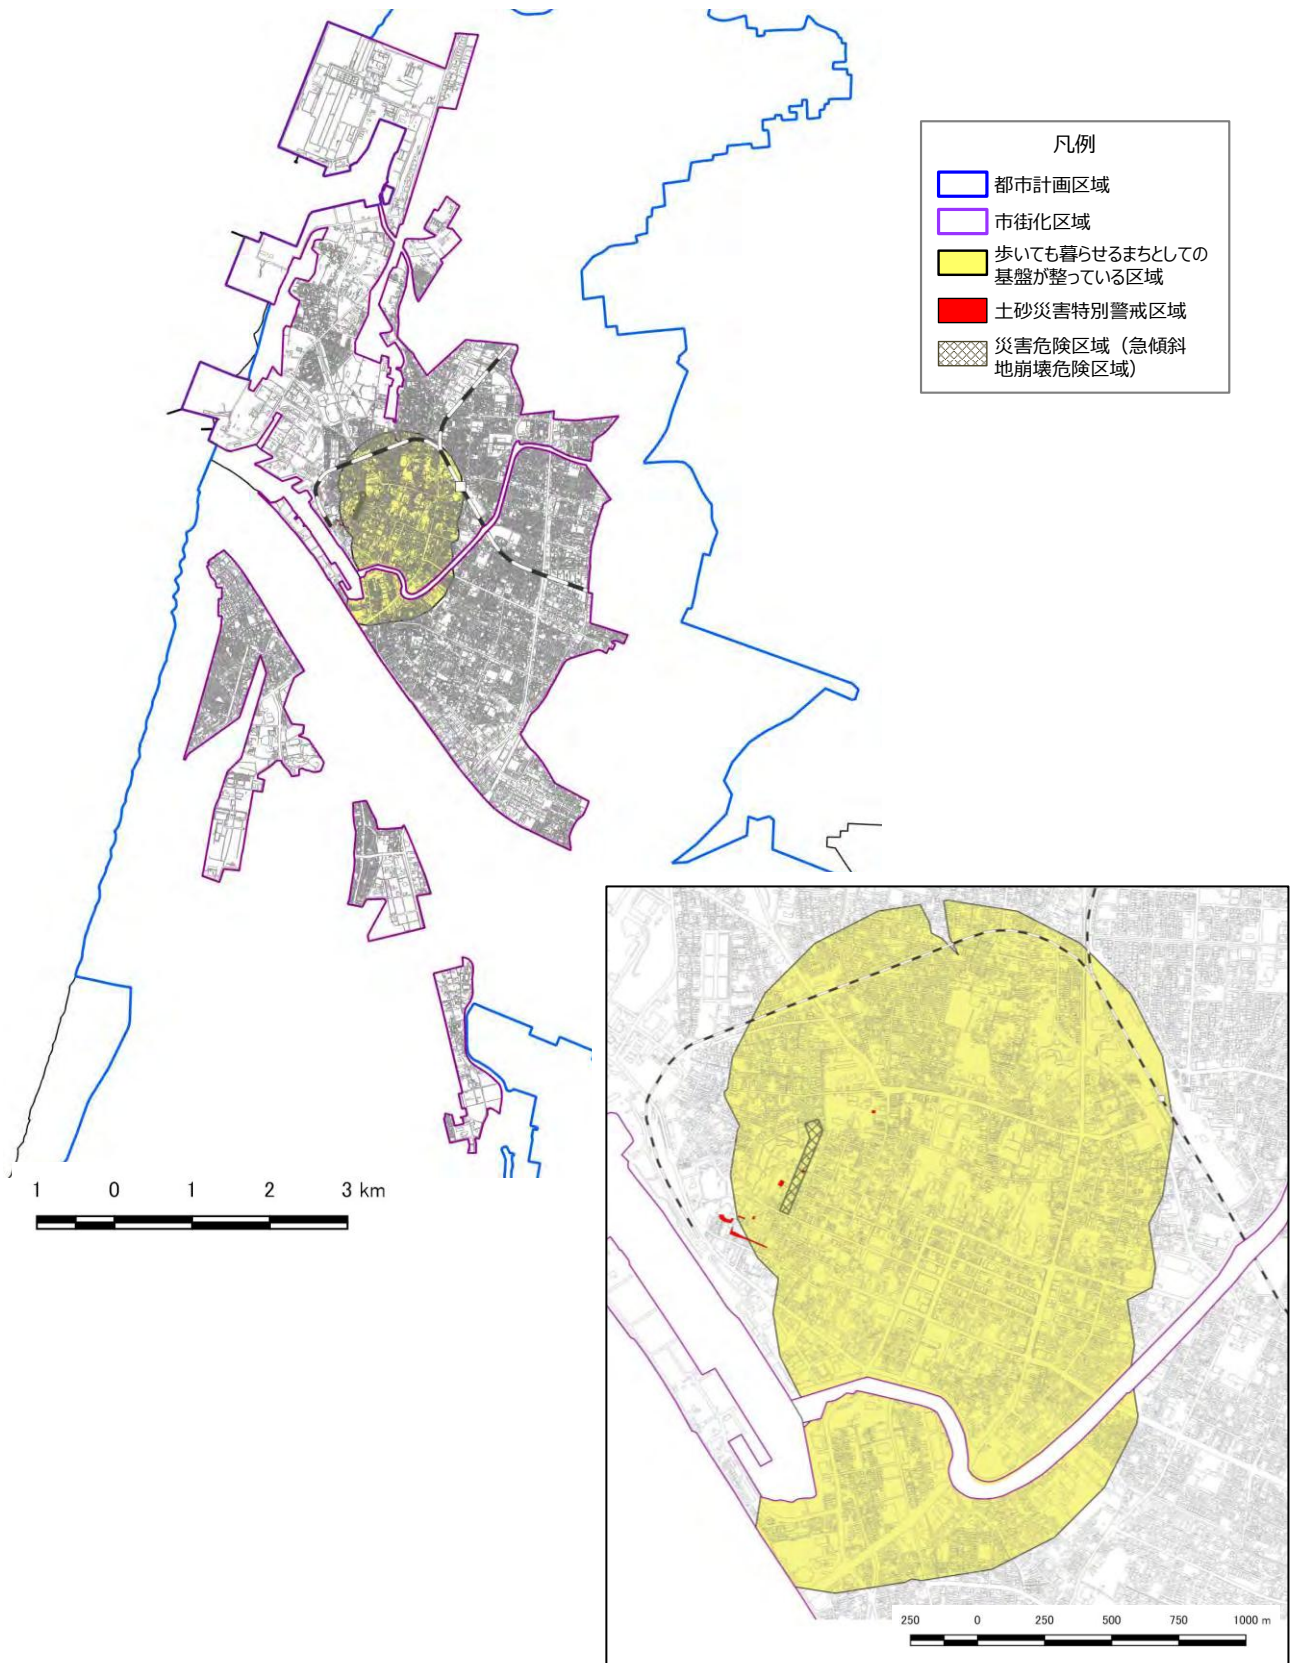 凡例
都市計画区域
市街化区域
歩いても暮らせるまちとしての
基盤が整っている区域
土砂災害特別警戒区域
災害危険区域（急傾斜
地崩壊危険区域）
1 0 1 2 3 km
250 0 250 500 750 1000 m